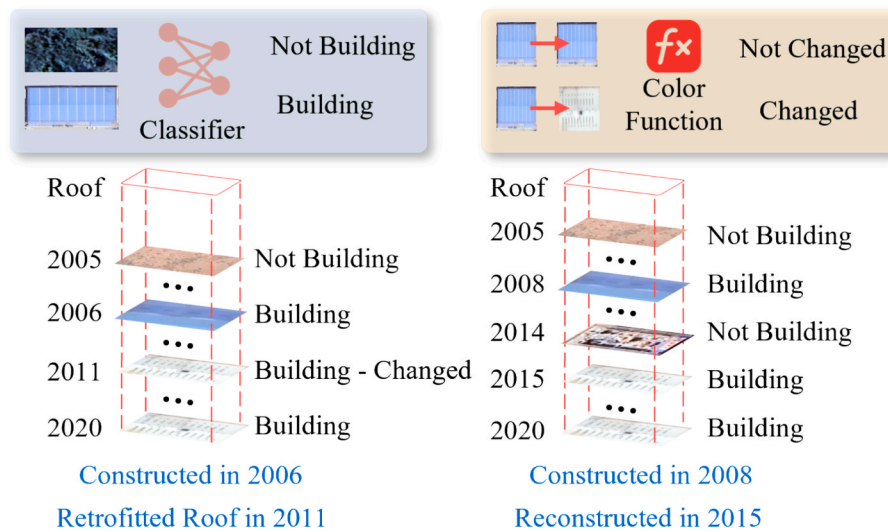 Not Building
Building
Classifier
fx
Color
Function
Not Changed
Changed
Roof
2005 Not Building
...
2006 Building
...
2011 Building - Changed
...
2020 Building
Constructed in 2006
Retrofitted Roof in 2011
Roof
2005 Not Building
...
2008 Building
...
2014 Not Building
2015 Building
...
2020 Building
Constructed in 2008
Reconstructed in 2015